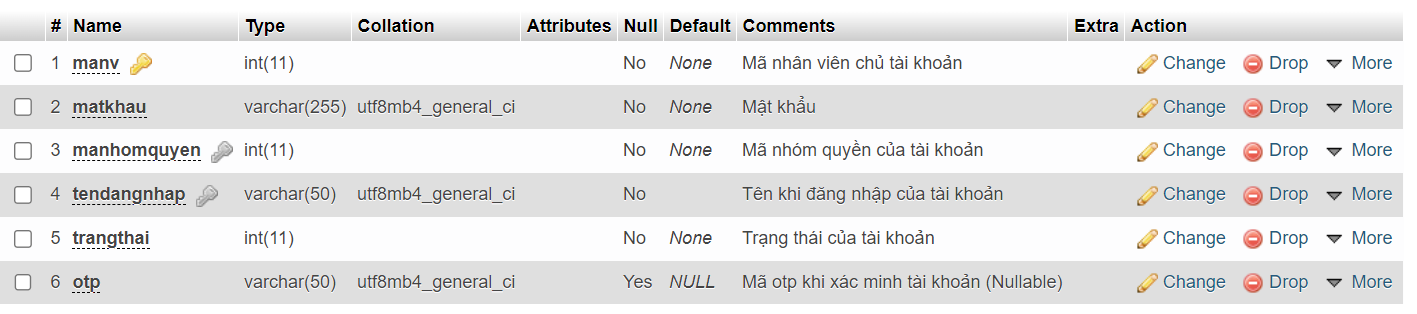 # Name Type Collation Attributes Null Default Comments Extra Action
1 manv int(11) No None Mã nhân viên chủ tài khoản Change Drop More
2 matkhau varchar(255) utf8mb4_general_ci No None Mật khẩu Change Drop More
3 manhomquyen int(11) No None Mã nhóm quyền của tài khoản Change Drop More
4 tendangnhap varchar(50) utf8mb4_general_ci No Tên khi đăng nhập của tài khoản Change Drop More
5 trangthai int(11) No None Trạng thái của tài khoản Change Drop More
6 otp varchar(50) utf8mb4_general_ci Yes NULL Mã otp khi xác minh tài khoản (Nullable) Change Drop More